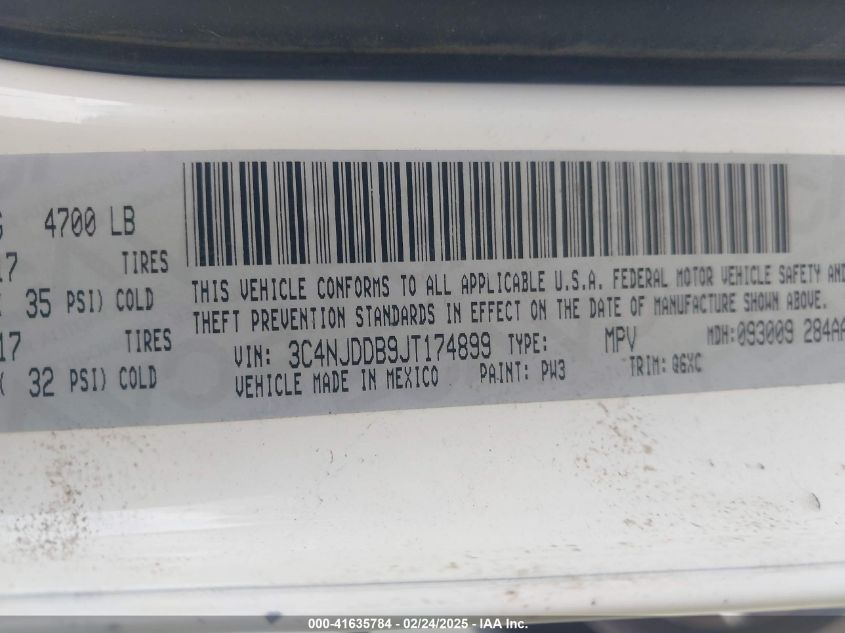 G 4700 LB
17 TIRES
35 PSI) COLD
17 TIRES
( 32 PSI) COLD
THIS VEHICLE CONFORMS TO ALL APPLICABLE U.S.A. FEDERAL MOTOR VEHICLE SAFETY AND
THEFT PREVENTION STANDARDS IN EFFECT ON THE DATE OF MANUFACTURE SHOWN ABOVE.
VIN: 3C4NJDDB9JT174899 TYPE: MPV MDH:093009 284AA
VEHICLE MADE IN MEXICO PAINT: PW3 TRIM: Q6XC
000-41635784 - 02/24/2025 - IAA Inc.